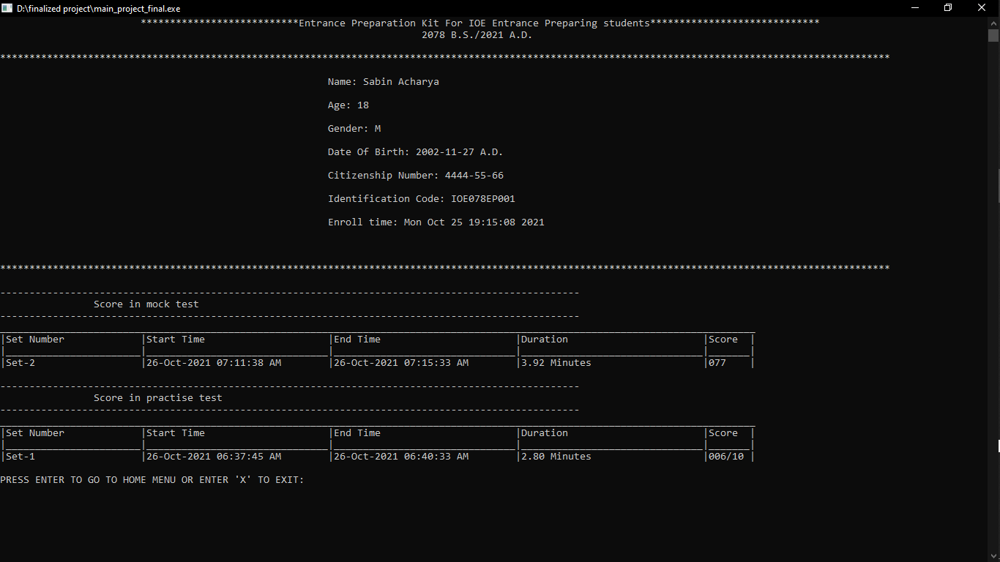 D:\finalized project\main_project_final.exe
***************************Entrance Preparation Kit For IOE Entrance Preparing students*****************************
2078 B.S./2021 A.D.
********************************************************************************************************************************************************
Name: Sabin Acharya
Age: 18
Gender: M
Date Of Birth: 2002-11-27 A.D.
Citizenship Number: 4444-55-66
Identification Code: IOE078EP001
Enroll time: Mon Oct 25 19:15:08 2021
********************************************************************************************************************************************************
---------------------------------------------------------------------------------------------------
Score in mock test
---------------------------------------------------------------------------------------------------
|Set Number |Start Time |End Time |Duration |Score |
|Set-2 |26-Oct-2021 07:11:38 AM |26-Oct-2021 07:15:33 AM |3.92 Minutes |077 |
---------------------------------------------------------------------------------------------------
Score in practise test
---------------------------------------------------------------------------------------------------
|Set Number |Start Time |End Time |Duration |Score |
|Set-1 |26-Oct-2021 06:37:45 AM |26-Oct-2021 06:40:33 AM |2.80 Minutes |006/10 |
PRESS ENTER TO GO TO HOME MENU OR ENTER 'X' TO EXIT: